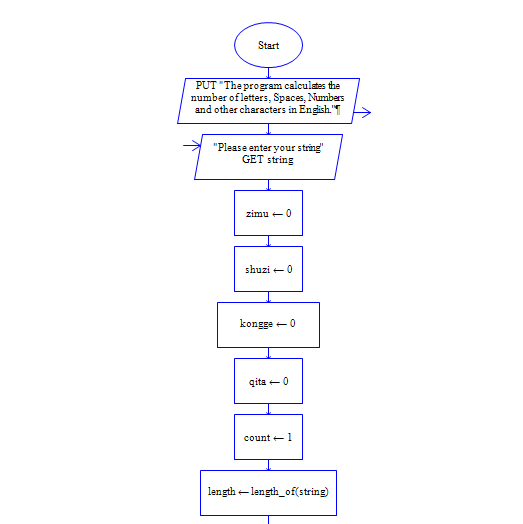 Start
PUT "The program calculates the
number of letters, Spaces, Numbers
and other characters in English."¶
"Please enter your string"
GET string
zimu ← 0
shuzi ← 0
kongge ← 0
qita ← 0
count ← 1
length ← length_of(string)